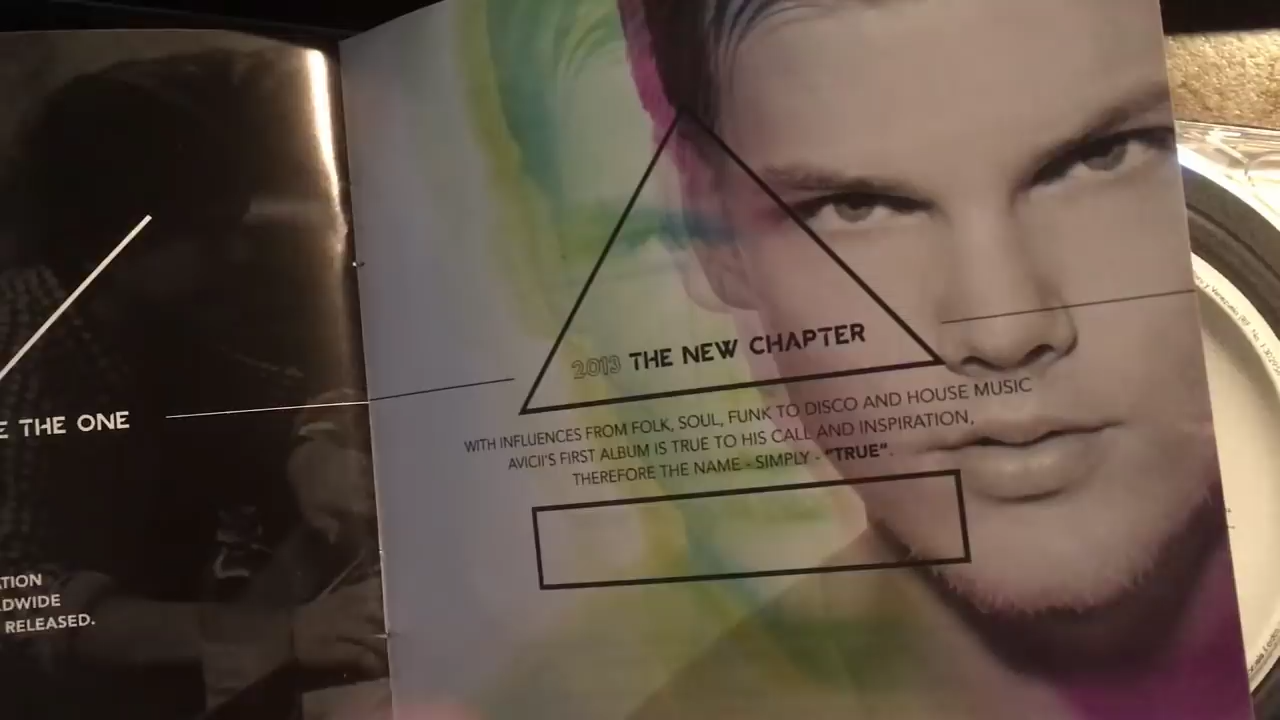 E THE ONE
ATION
LDWIDE
RELEASED.
2013 THE NEW CHAPTER
WITH INFLUENCES FROM FOLK, SOUL, FUNK TO DISCO AND HOUSE MUSIC
AVICII'S FIRST ALBUM IS TRUE TO HIS CALL AND INSPIRATION,
THEREFORE THE NAME - SIMPLY - "TRUE".